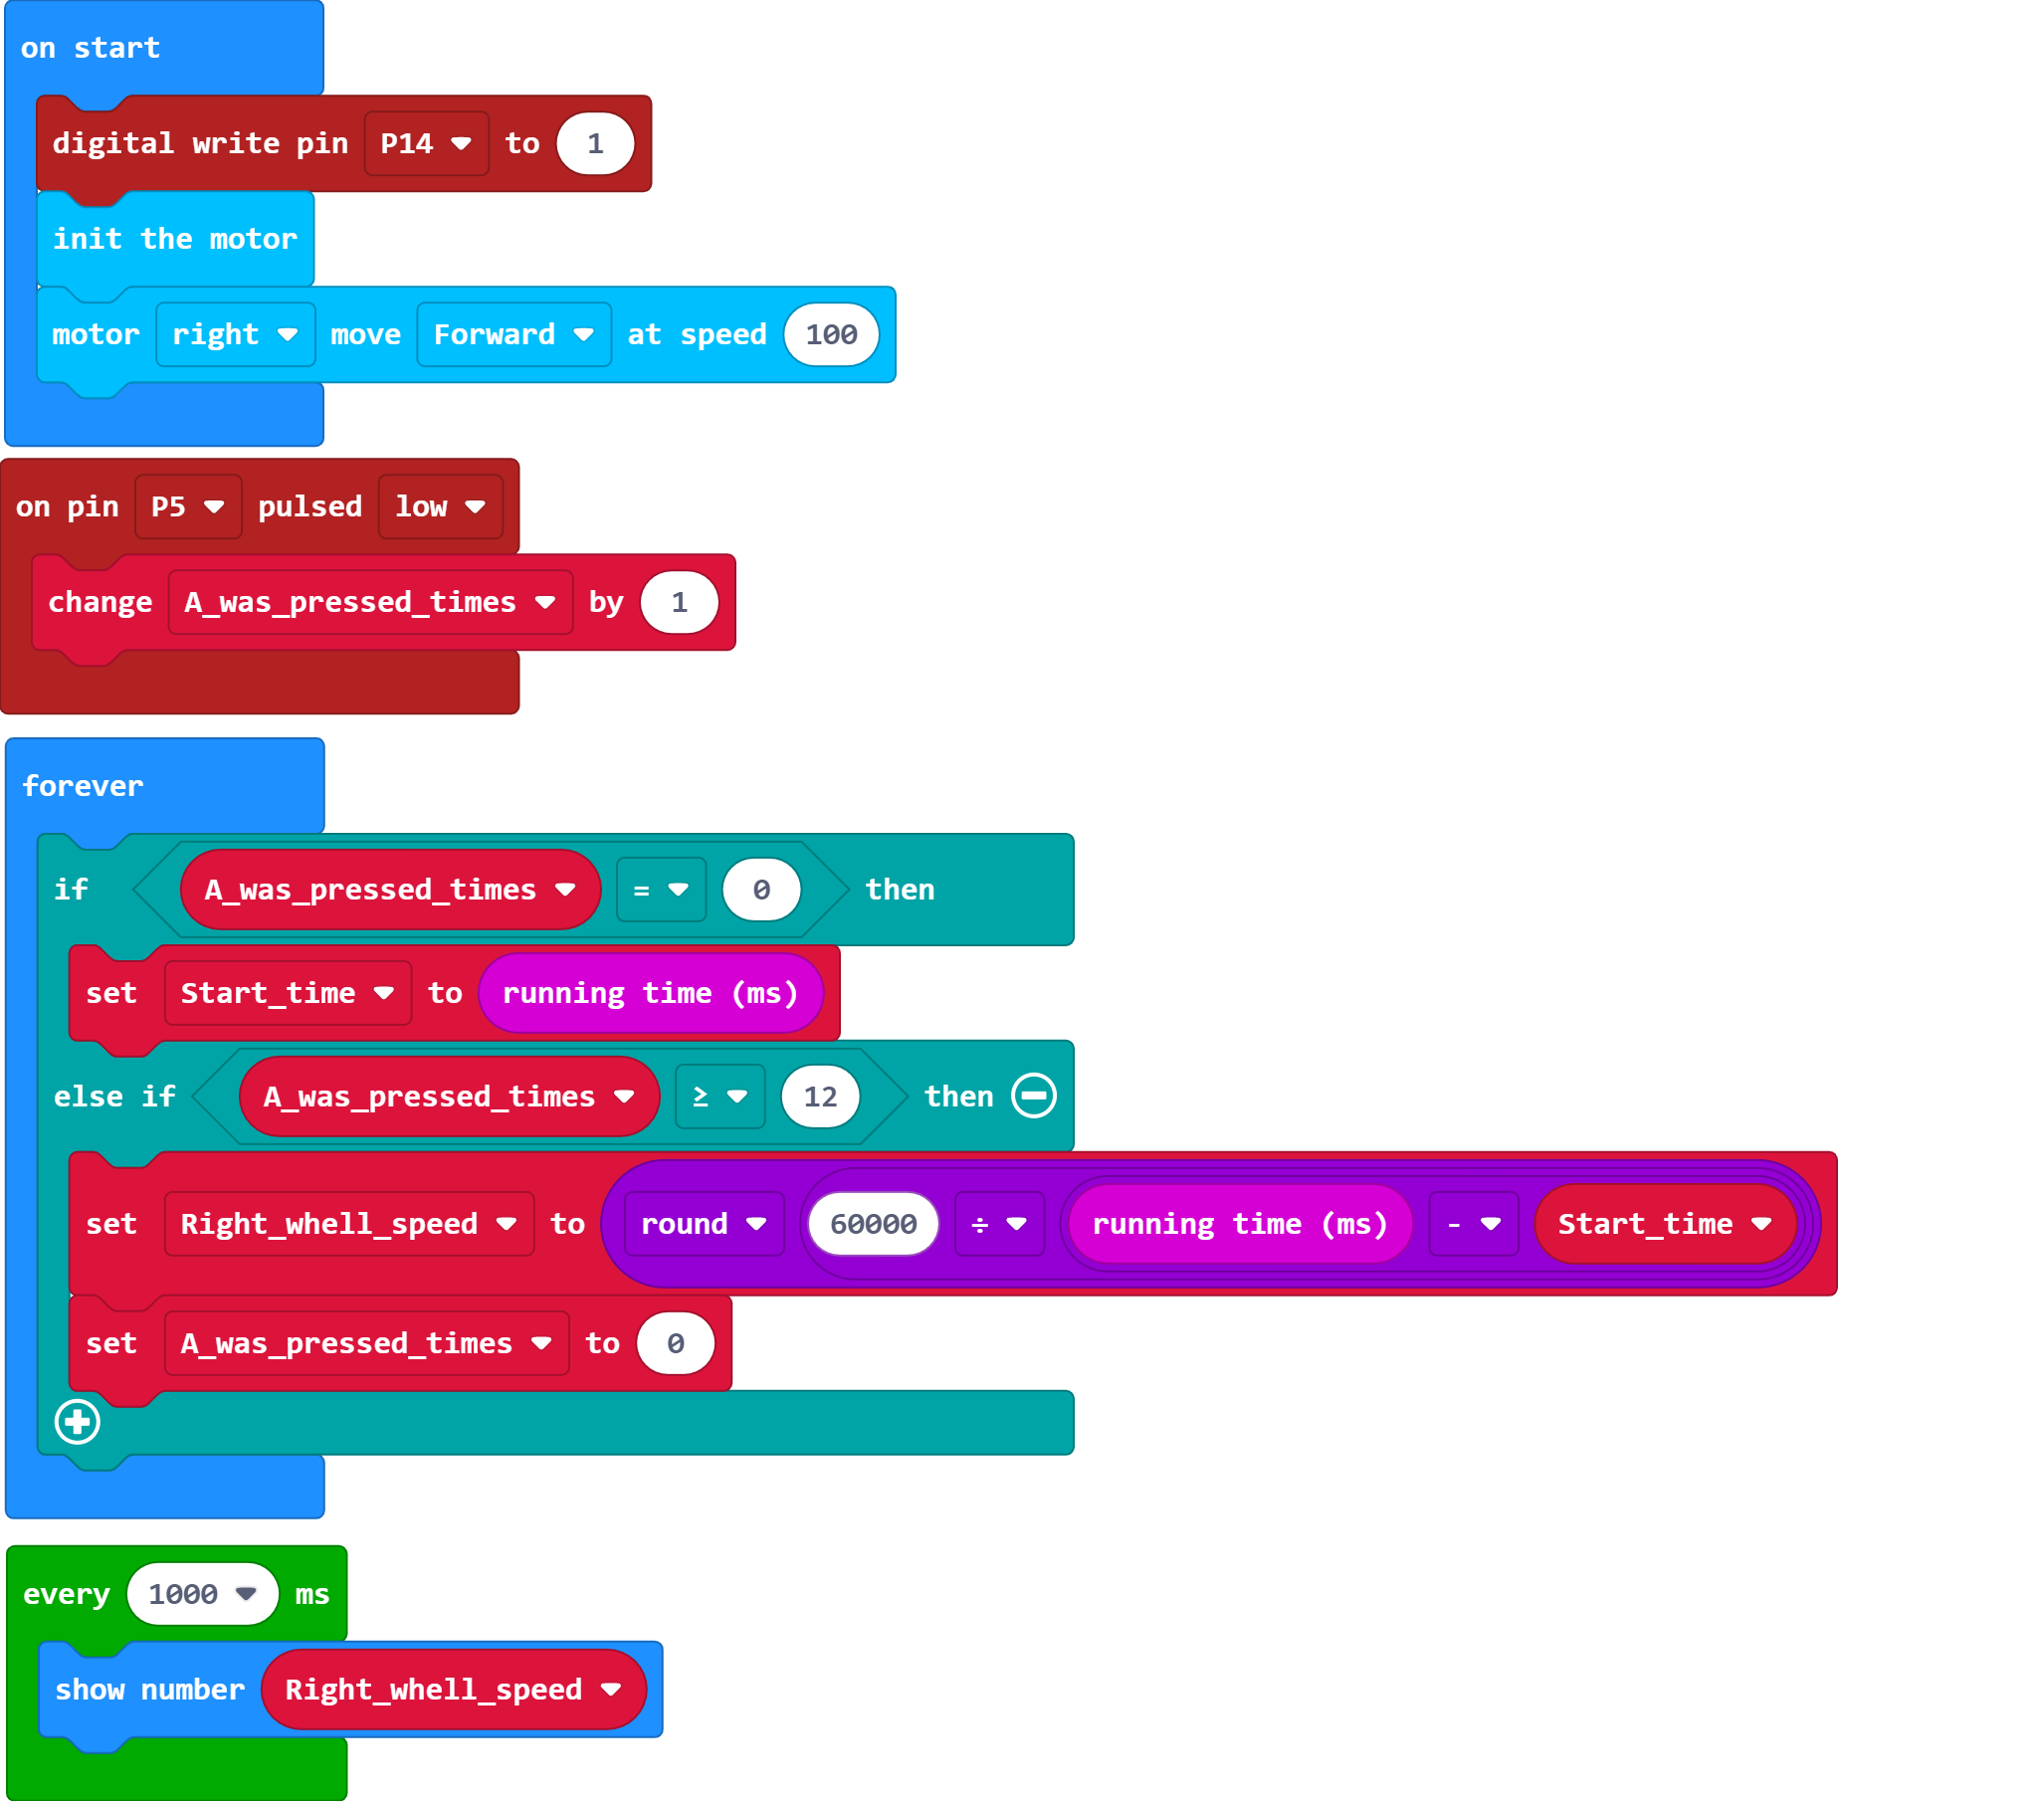 on start
digital write pin P14 to 1
init the motor
motor right move Forward at speed 100
on pin P5 pulsed low
change A_was_pressed_times by 1
forever
if A_was_pressed_times = 0 then
set Start_time to running time (ms)
else if A_was_pressed_times ≥ 12 then
set Right_whell_speed to round 60000 ÷ running time (ms) - Start_time
set A_was_pressed_times to 0
every 1000 ms
show number Right_whell_speed